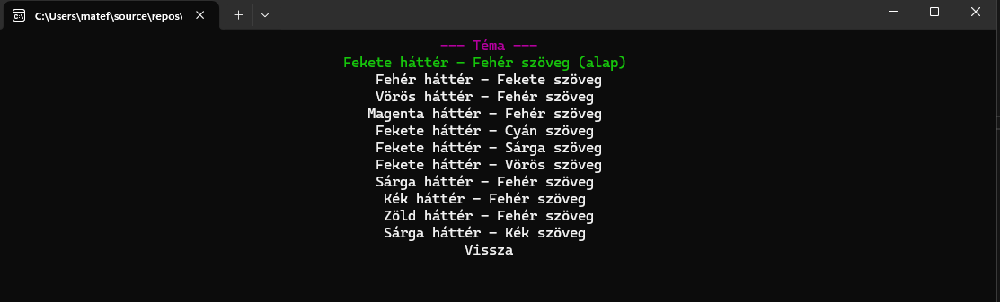 C:\Users\matef\source\repos\
--- Téma ---
Fekete háttér - Fehér szöveg (alap)
Fehér háttér - Fekete szöveg
Vörös háttér - Fehér szöveg
Magenta háttér - Fehér szöveg
Fekete háttér - Cyán szöveg
Fekete háttér - Sárga szöveg
Fekete háttér - Vörös szöveg
Sárga háttér - Fehér szöveg
Kék háttér - Fehér szöveg
Zöld háttér - Fehér szöveg
Sárga háttér - Kék szöveg
Vissza